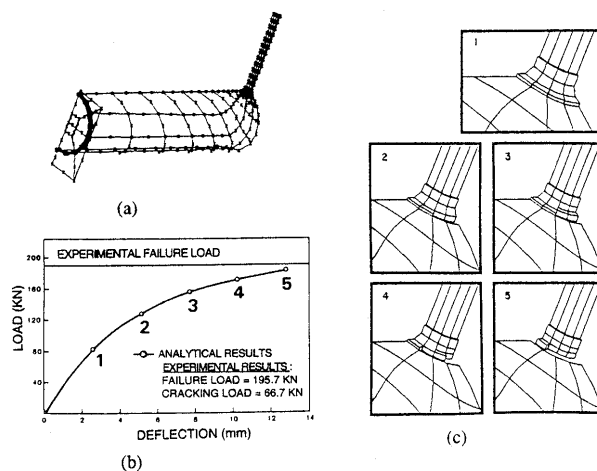 (a)
EXPERIMENTAL FAILURE LOAD
LOAD (KN)
200
160
120
80
40
1
2
3
4
5
ANALYTICAL RESULTS
EXPERIMENTAL RESULTS :
FAILURE LOAD = 195.7 KN
CRACKING LOAD = 66.7 KN
0 2 4 6 8 10 12 14
DEFLECTION (mm)
(b)
1
2
3
4
5
(c)